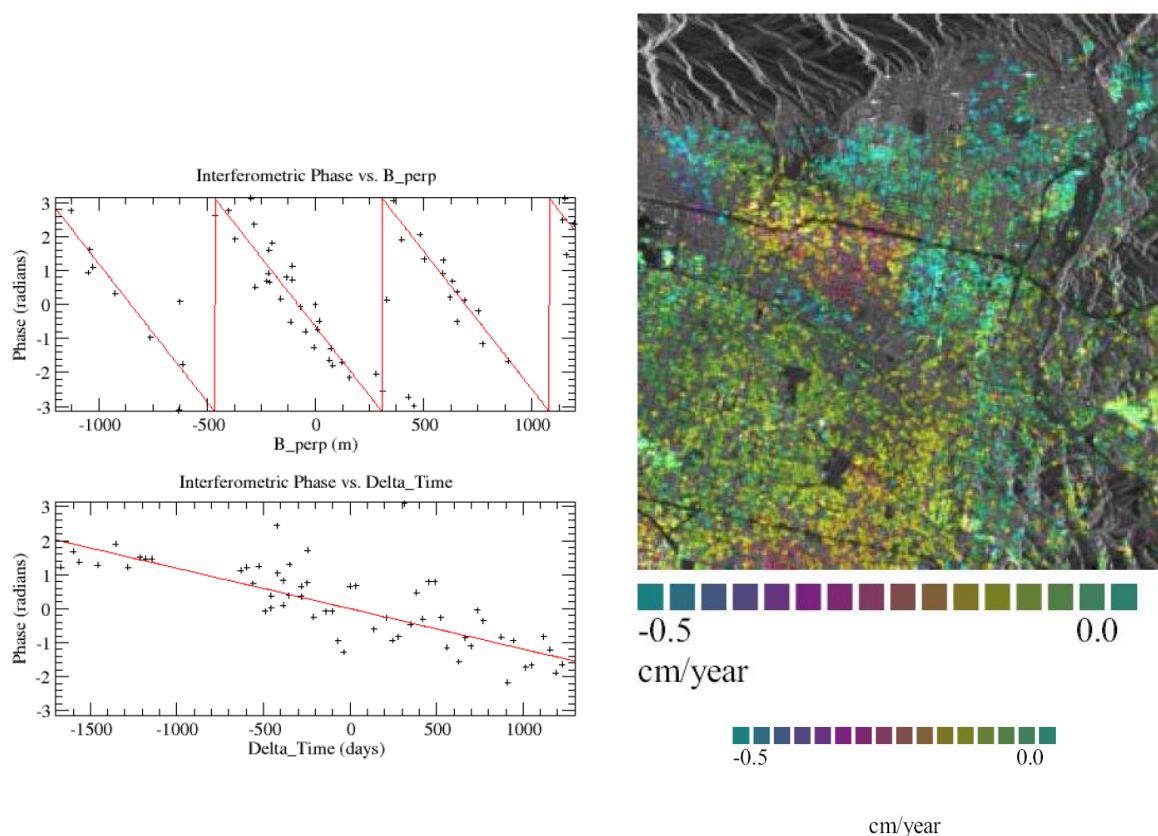 Interferometric Phase vs. B_perp
3
2
1
0
-1
-2
-3
Phase (radians)
-1000 -500 0 500 1000
B_perp (m)
Interferometric Phase vs. Delta_Time
3
2
1
0
-1
-2
-3
Phase (radians)
-1500 -1000 -500 0 500 1000
Delta_Time (days)
-0.5 0.0
cm/year
-0.5 0.0
cm/year